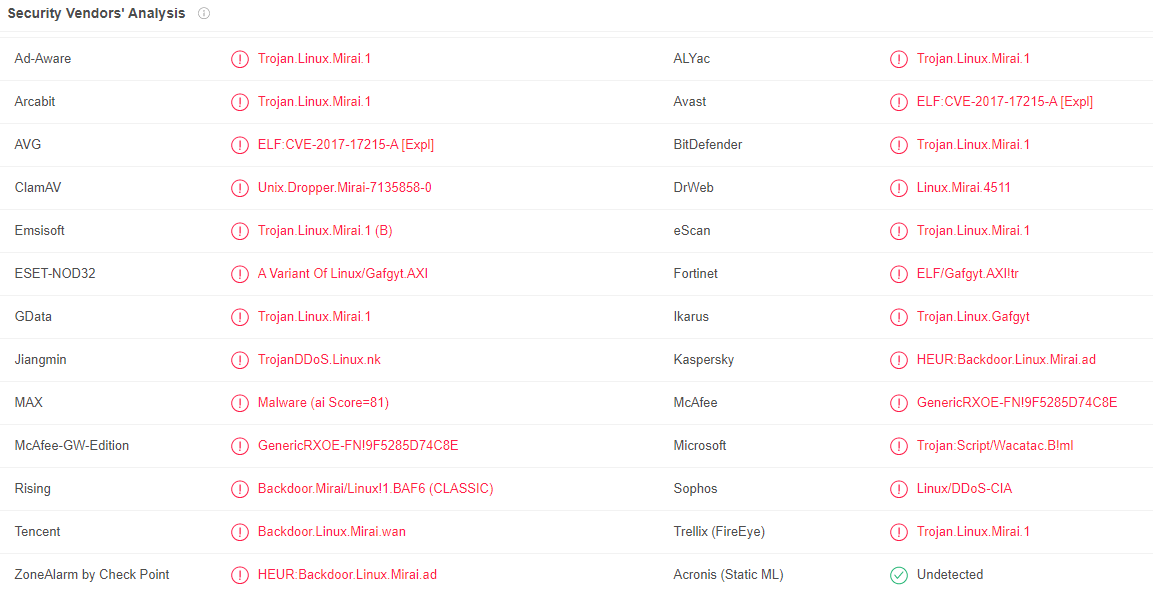 Security Vendors' Analysis
Ad-Aware Trojan.Linux.Mirai.1 ALYac Trojan.Linux.Mirai.1
Arcabit Trojan.Linux.Mirai.1 Avast ELF:CVE-2017-17215-A [Expl]
AVG ELF:CVE-2017-17215-A [Expl] BitDefender Trojan.Linux.Mirai.1
ClamAV Unix.Dropper.Mirai-7135858-0 DrWeb Linux.Mirai.4511
Emsisoft Trojan.Linux.Mirai.1 (B) eScan Trojan.Linux.Mirai.1
ESET-NOD32 A Variant Of Linux/Gafgyt.AXI Fortinet ELF/Gafgyt.AXI!tr
GData Trojan.Linux.Mirai.1 Ikarus Trojan.Linux.Gafgyt
Jiangmin TrojanDDoS.Linux.nk Kaspersky HEUR:Backdoor.Linux.Mirai.ad
MAX Malware (ai Score=81) McAfee GenericRXOE-FN!9F5285D74C8E
McAfee-GW-Edition GenericRXOE-FN!9F5285D74C8E Microsoft Trojan:Script/Wacatac.B!ml
Rising Backdoor.Mirai/Linux!1.BAF6 (CLASSIC) Sophos Linux/DDoS-CIA
Tencent Backdoor.Linux.Mirai.wan Trellix (FireEye) Trojan.Linux.Mirai.1
ZoneAlarm by Check Point HEUR:Backdoor.Linux.Mirai.ad Acronis (Static ML) Undetected